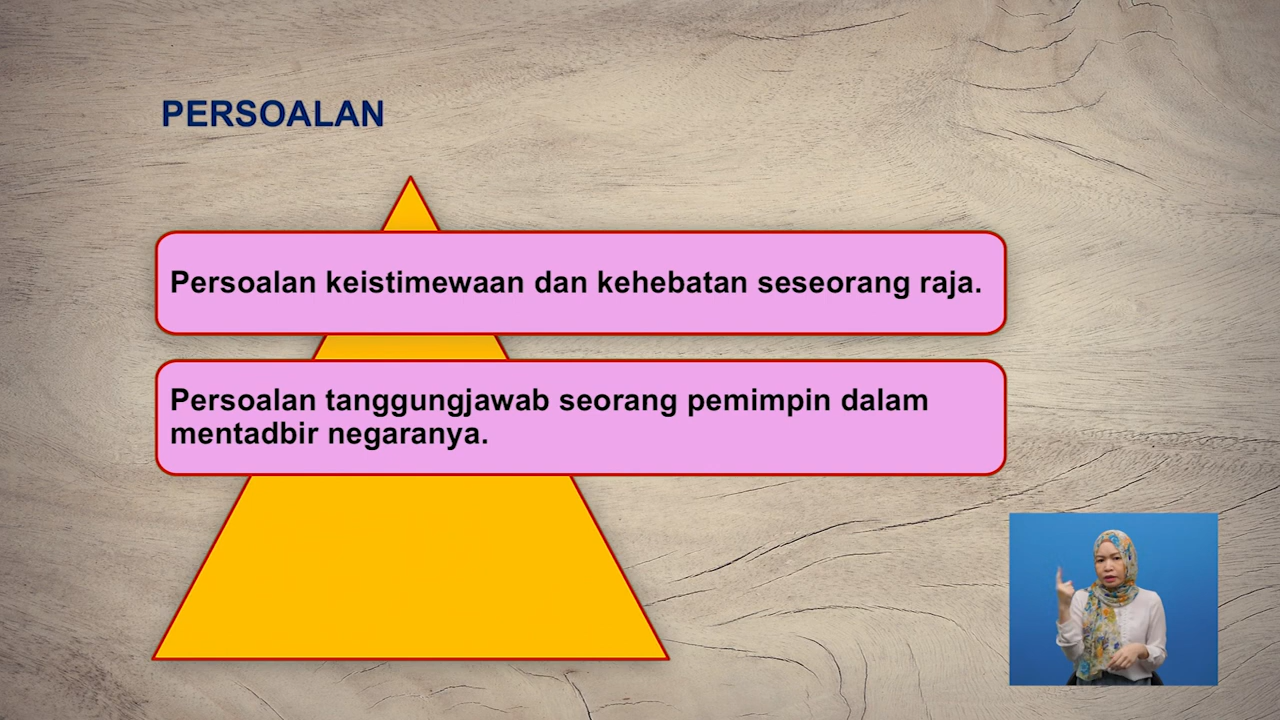 PERSOALAN
Persoalan keistimewaan dan kehebatan seseorang raja.
Persoalan tanggungjawab seorang pemimpin dalam
mentadbir negaranya.